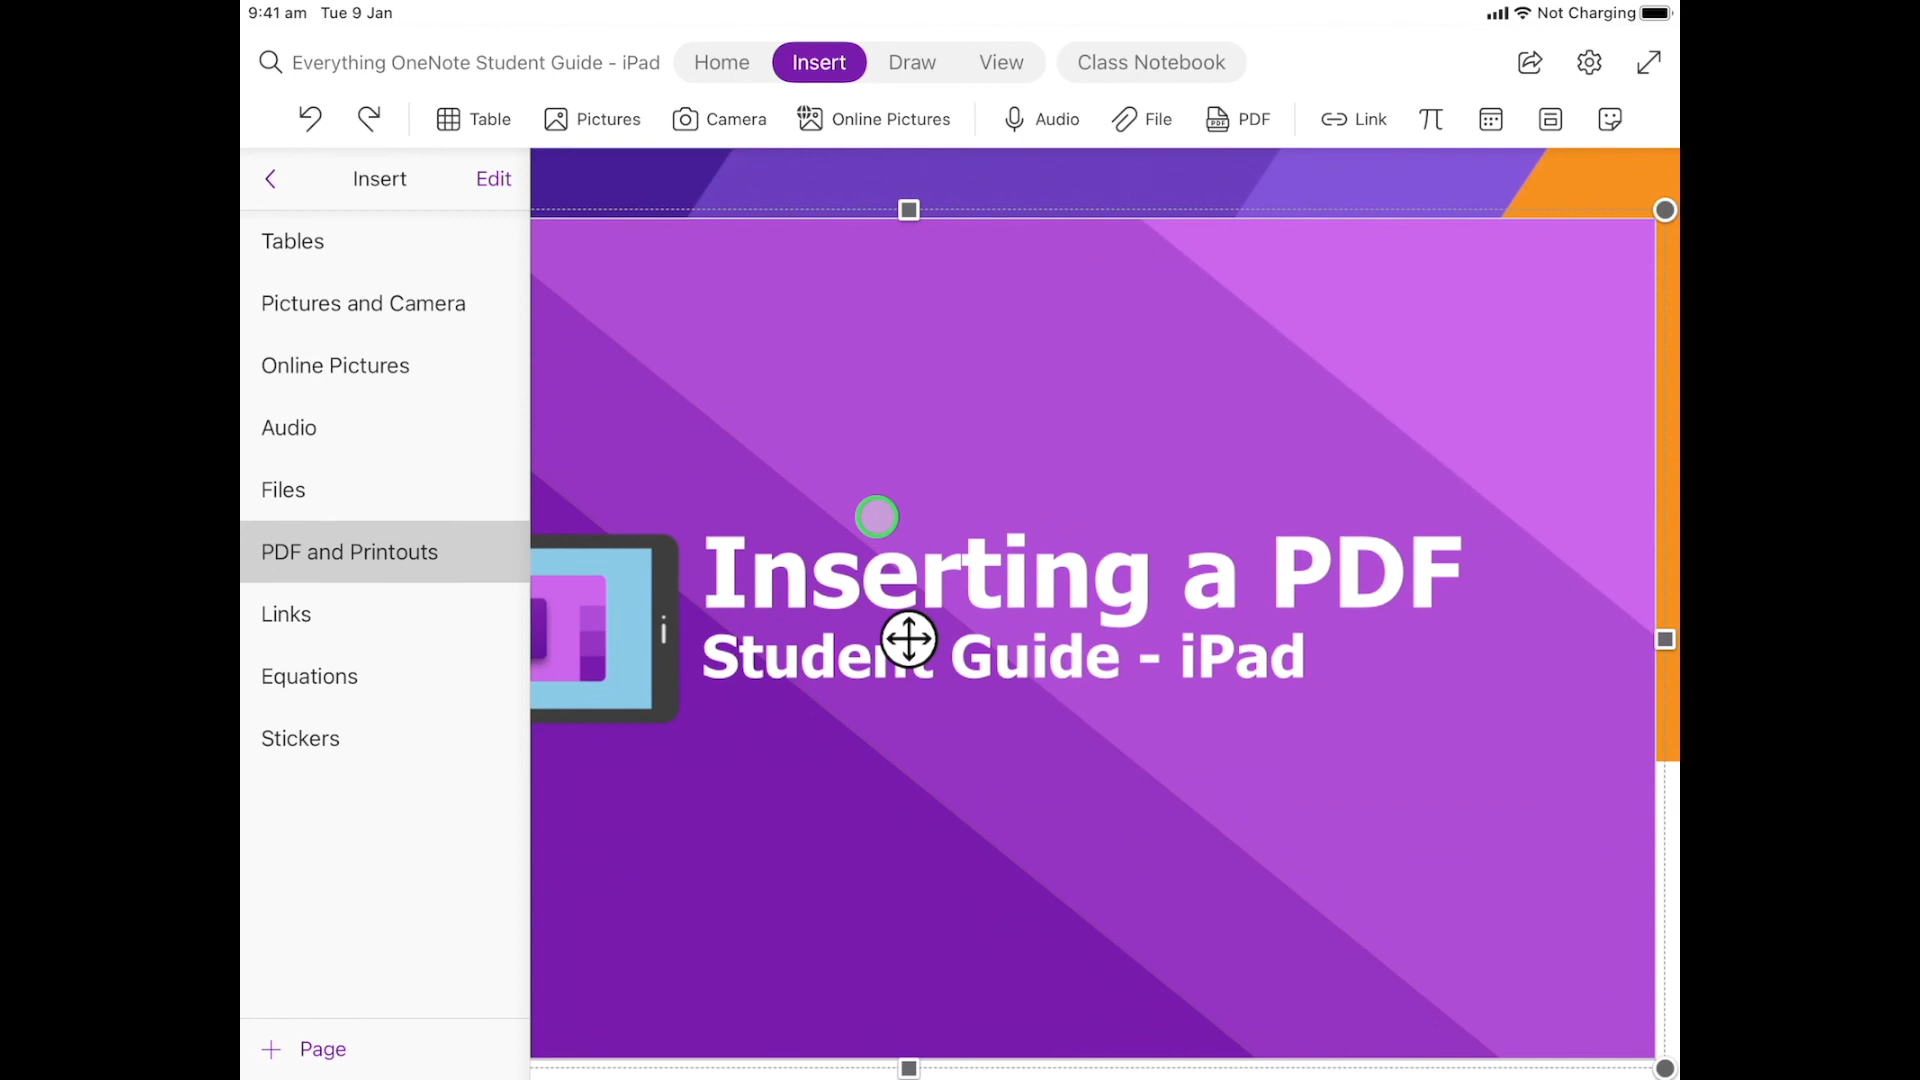 9:41 am Tue 9 Jan Not Charging
Everything OneNote Student Guide - iPad Home Insert Draw View Class Notebook
Table Pictures Camera Online Pictures Audio File PDF Link
Insert Edit
Tables
Pictures and Camera
Online Pictures
Audio
Files
PDF and Printouts
Links
Equations
Stickers
Page
Inserting a PDF
Student Guide - iPad